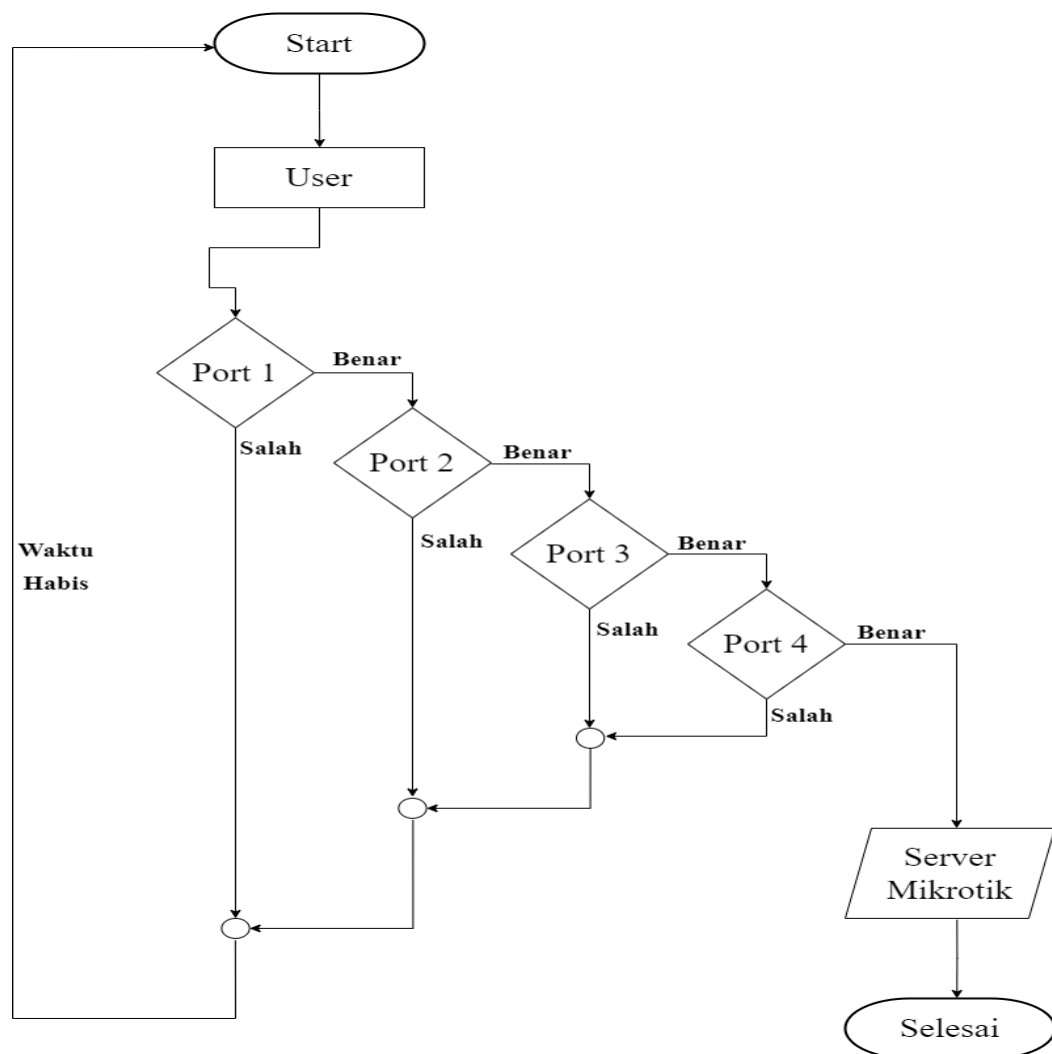 Start
User
Port 1
Benar
Salah
Port 2
Benar
Salah
Port 3
Benar
Salah
Port 4
Benar
Salah
Waktu
Habis
Server
Mikrotik
Selesai